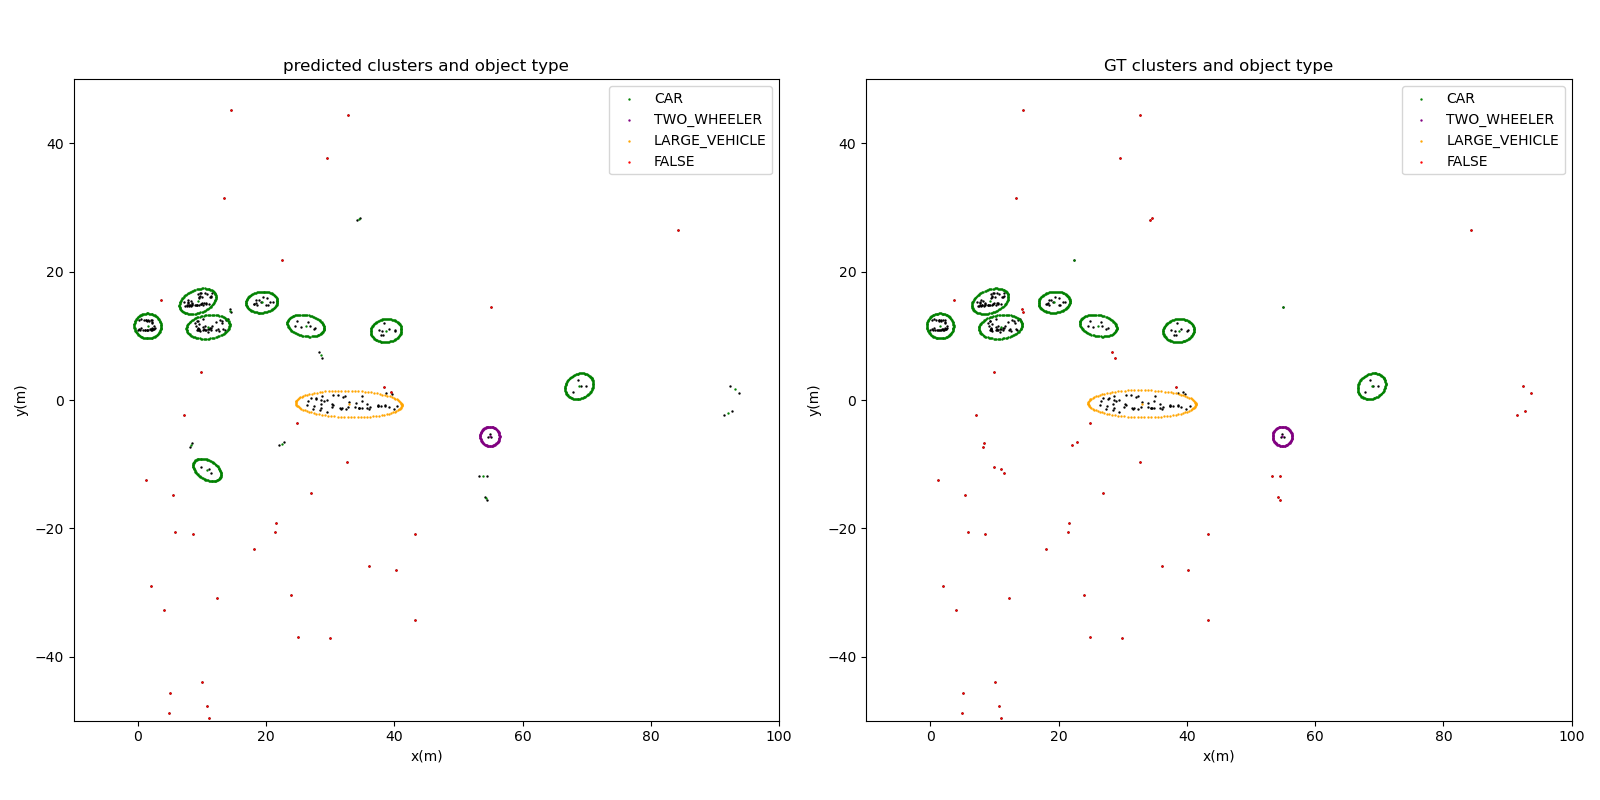 predicted clusters and object type
CAR
TWO_WHEELER
LARGE_VEHICLE
FALSE
40
20
0
−20
−40
y(m)
0 20 40 60 80 100
x(m)
GT clusters and object type
CAR
TWO_WHEELER
LARGE_VEHICLE
FALSE
40
20
0
−20
−40
y(m)
0 20 40 60 80 100
x(m)